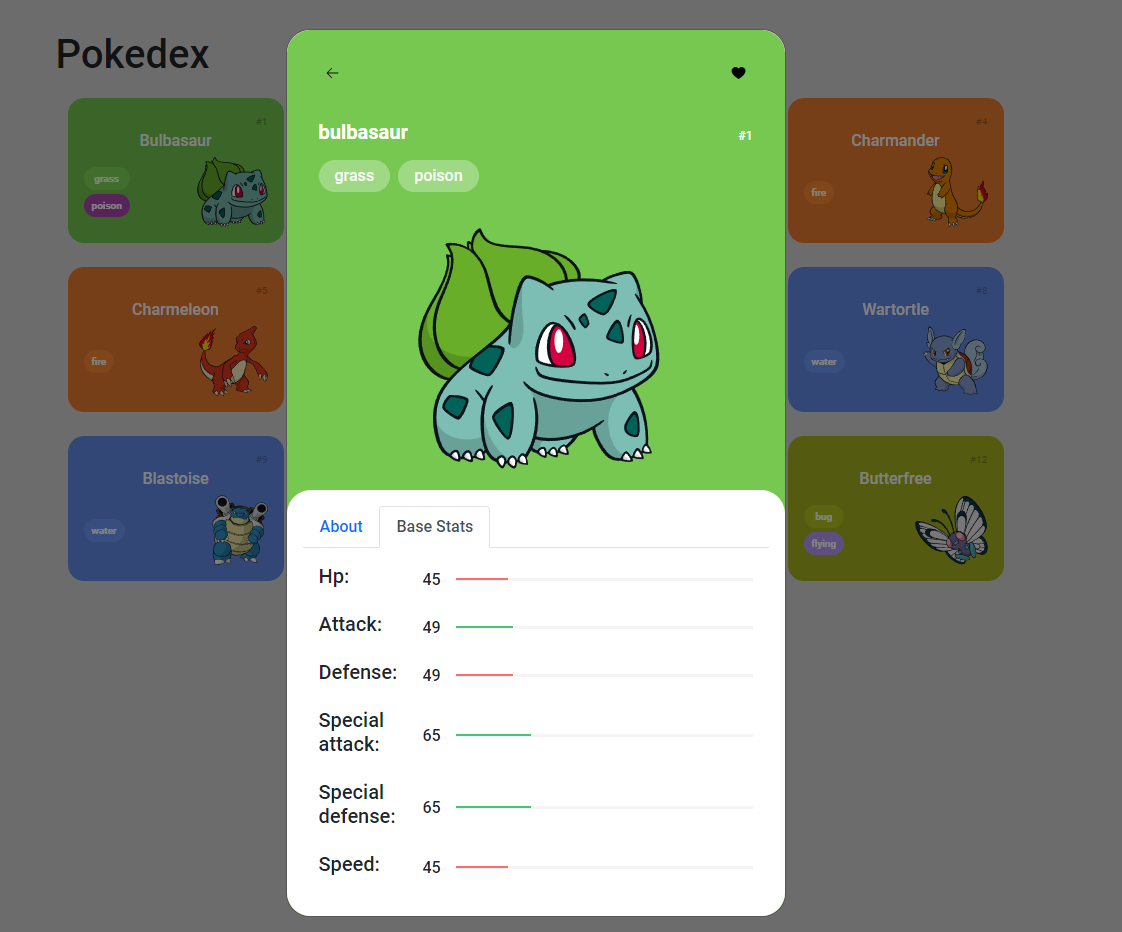 Pokedex
#1
Bulbasaur
grass
poison
bulbasaur
#1
grass
poison
#4
Charmander
fire
#5
Charmeleon
fire
#8
Wartortle
water
#9
Blastoise
water
#12
Butterfree
bug
flying
About
Base Stats
Hp:
45
Attack:
49
Defense:
49
Special
attack:
65
Special
defense:
65
Speed:
45